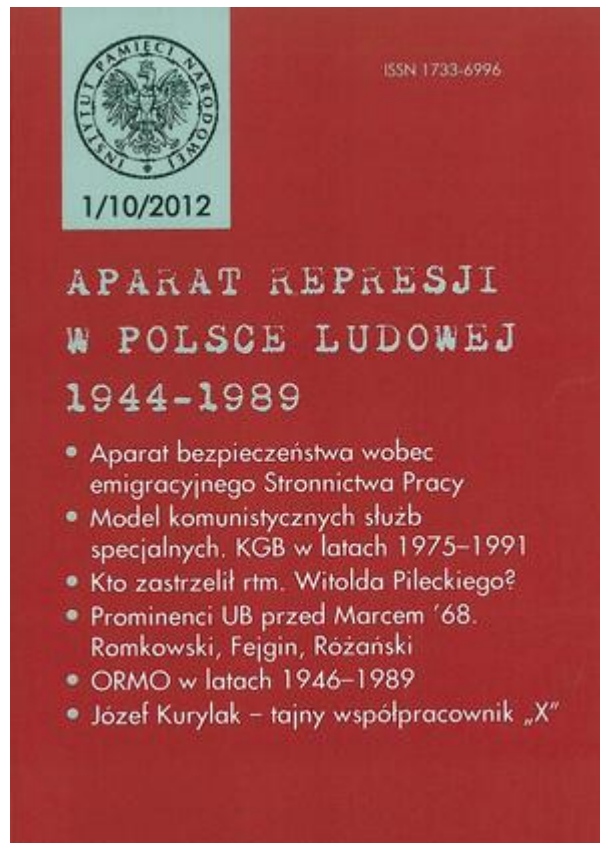 INSTYTUT PAMIĘCI NARODOWEJ
ISSN 1733-6996
1/10/2012
APARAT REPRESJI
W POLSCE LUDOWEJ
1944-1989
• Aparat bezpieczeństwa wobec
emigracyjnego Stronnictwa Pracy
• Model komunistycznych służb
specjalnych. KGB w latach 1975–1991
• Kto zastrzelił rtm. Witolda Pileckiego?
• Prominenci UB przed Marcem '68.
Romkowski, Fejgin, Różański
• ORMO w latach 1946–1989
• Józef Kurylak – tajny współpracownik „X”